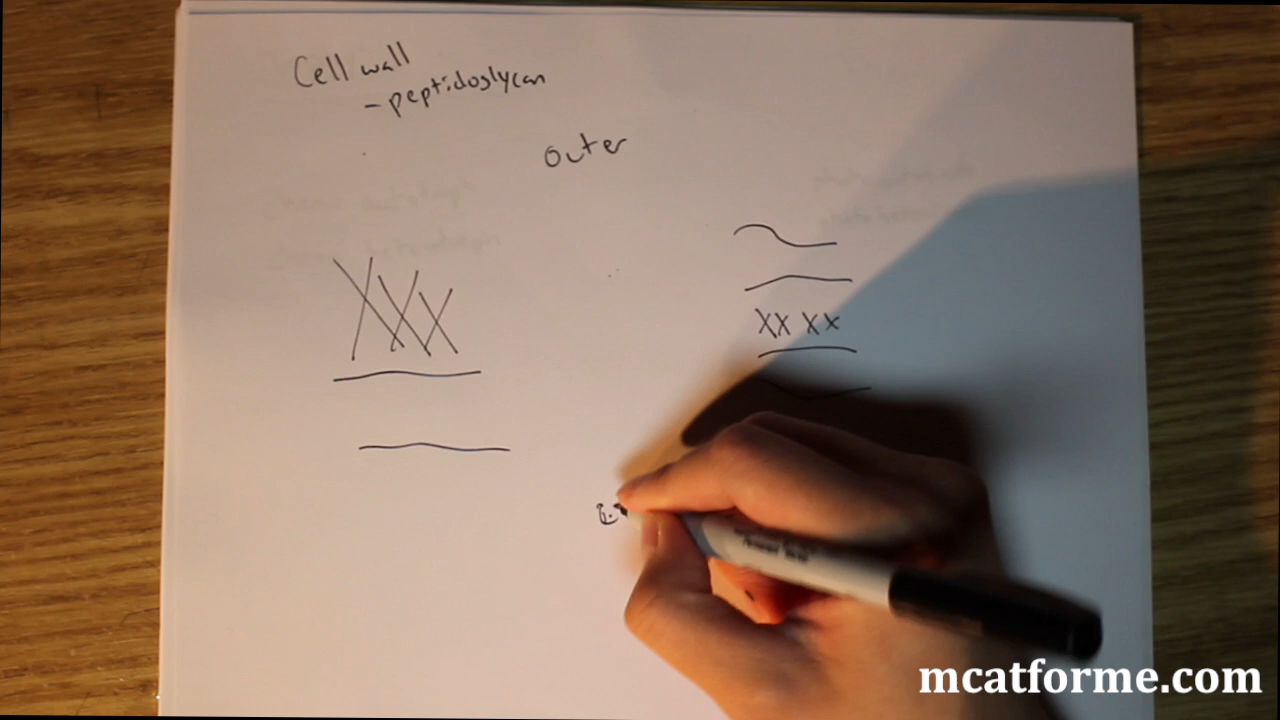 Cell wall
- peptidoglycan
Outer
XX XX
mcatforme.com